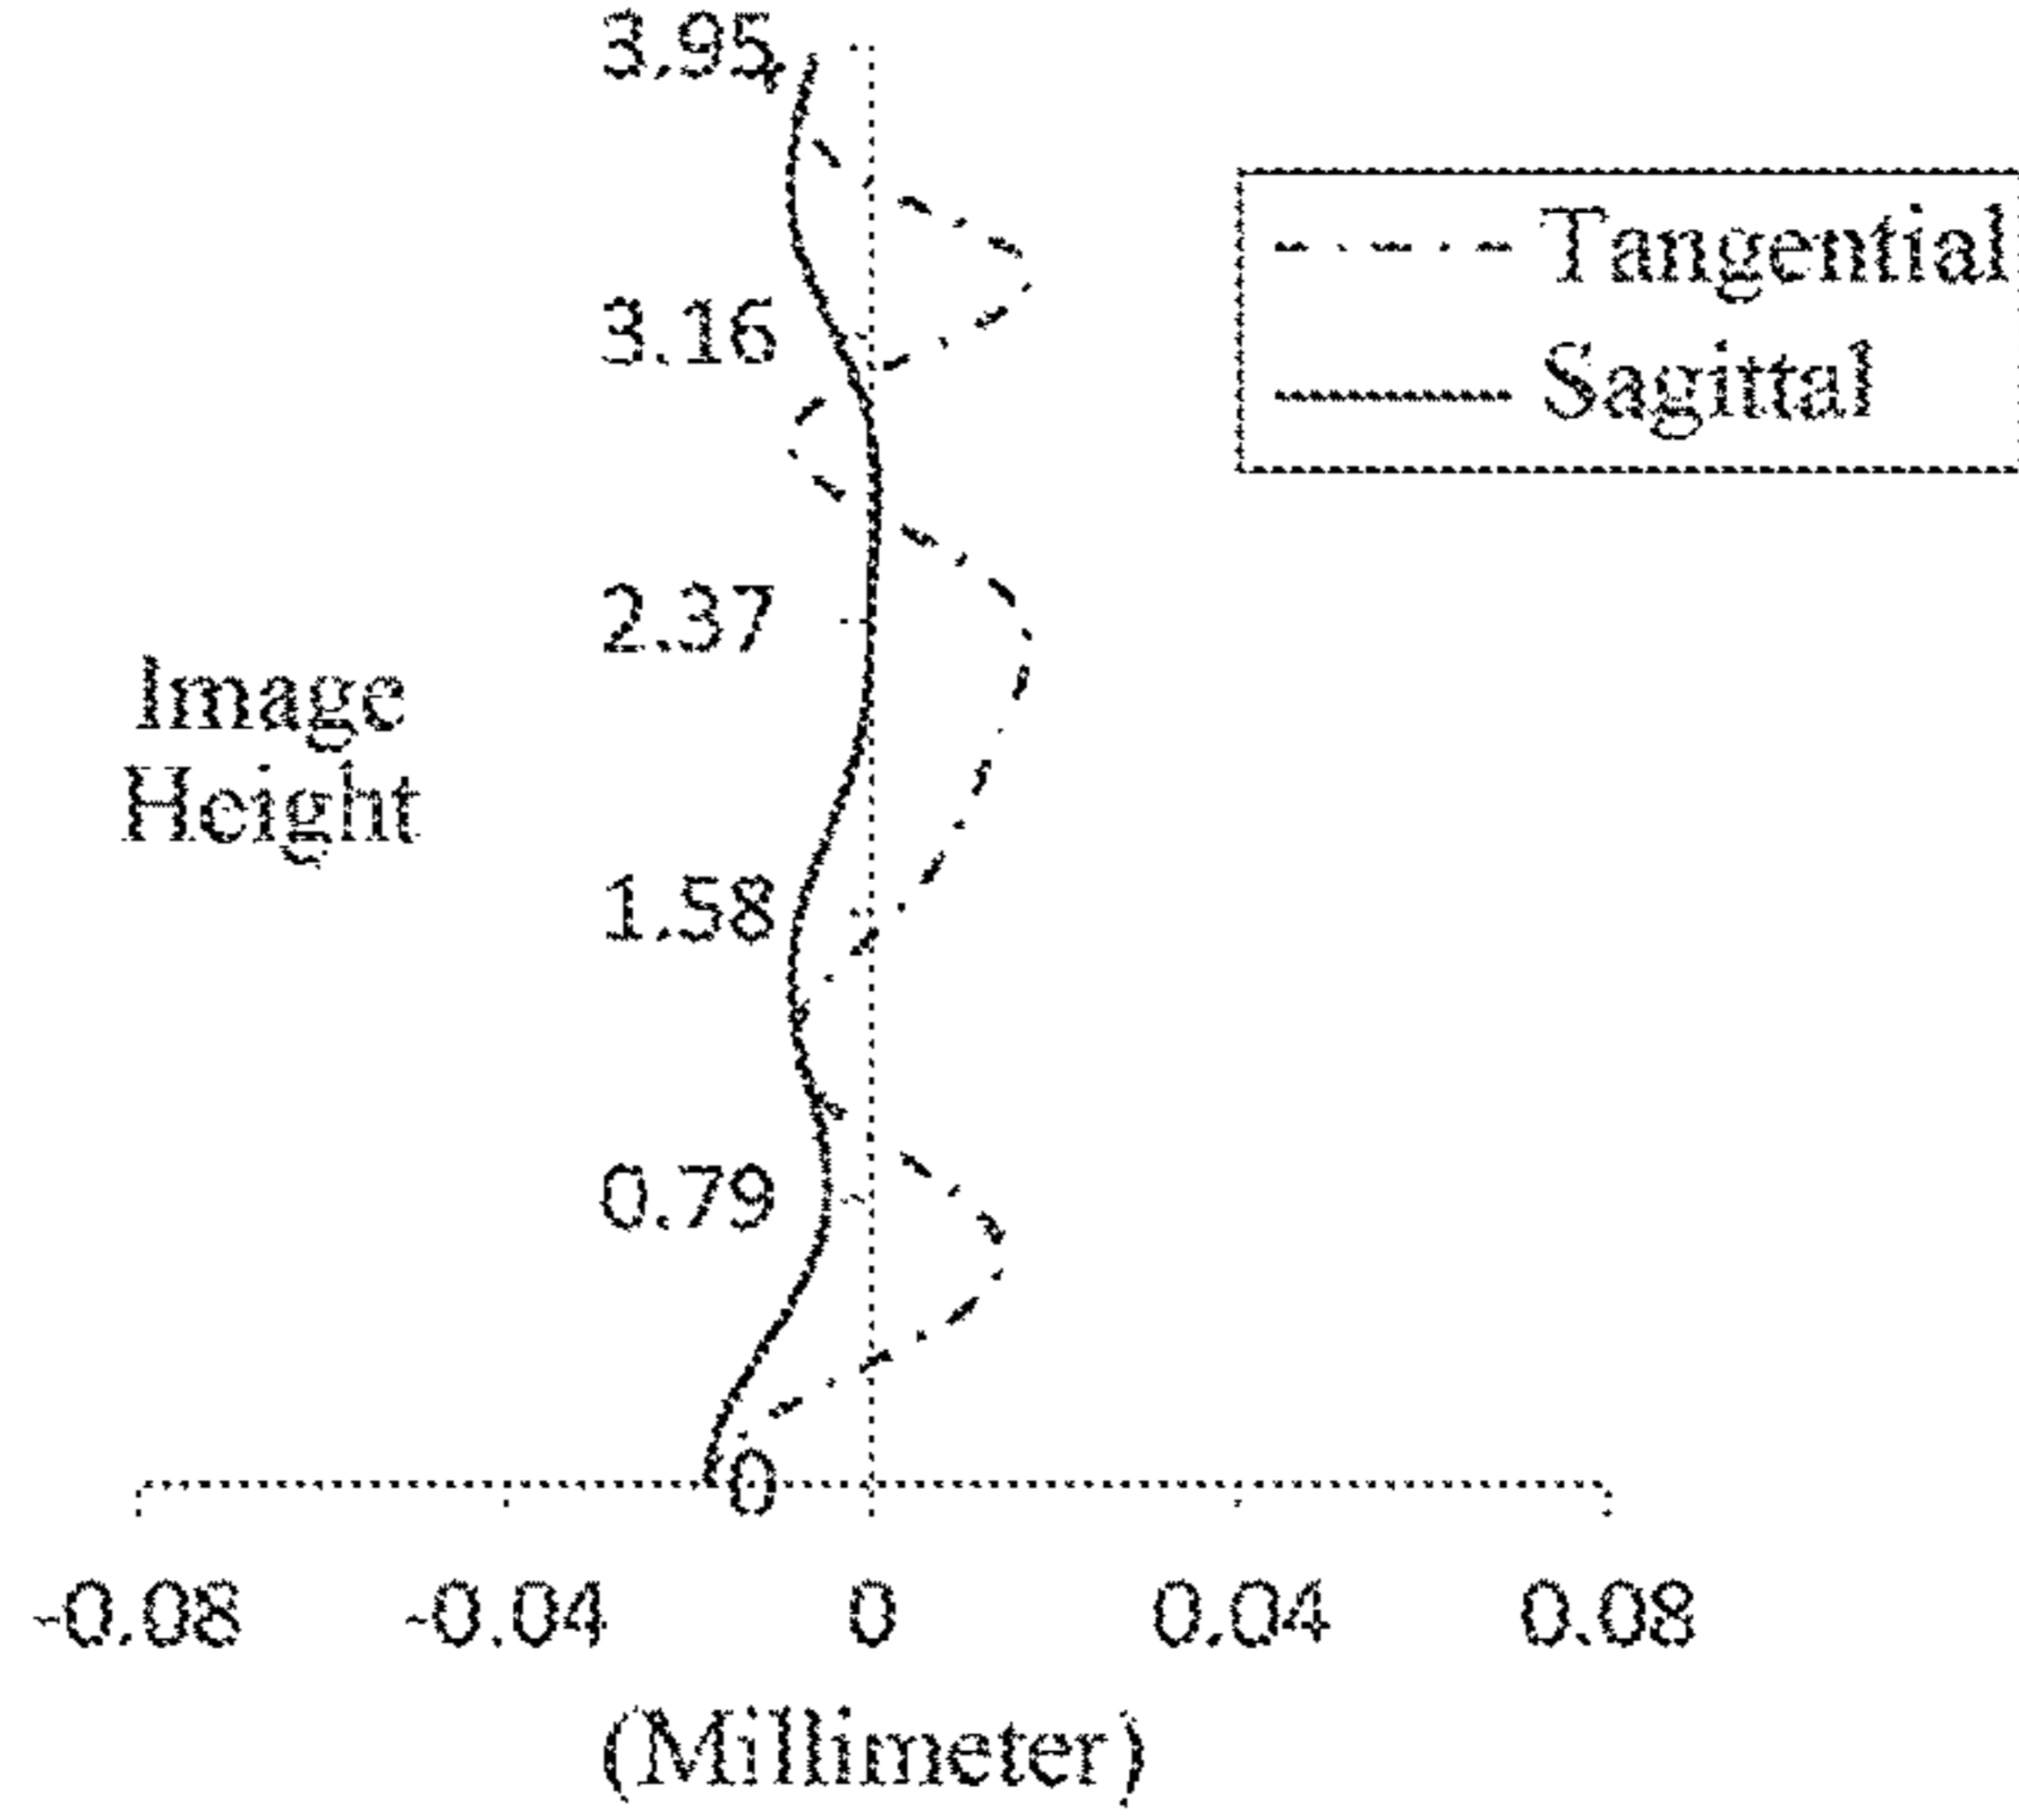 3.95
Tangential
3.16
Sagittal
2.37
Image
Height
1.58
0.79
0
-0.08 -0.04 0 0.04 0.08
(Millimeter)